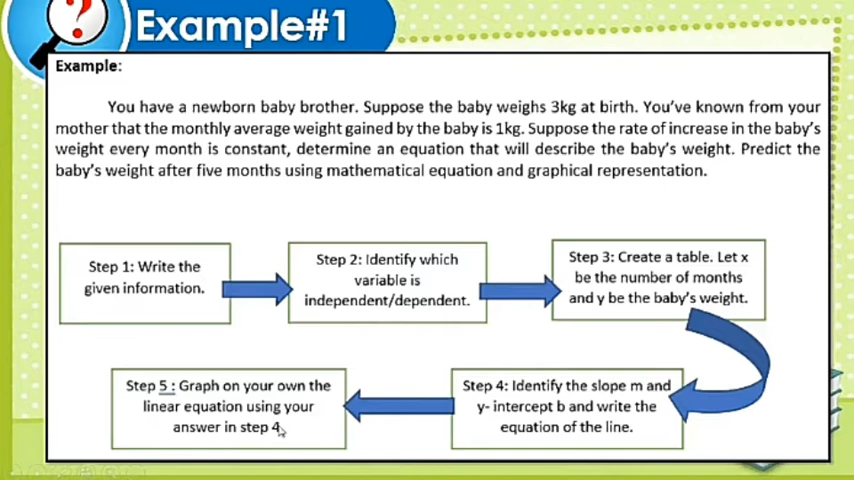 ?
Example#1
Example:
You have a newborn baby brother. Suppose the baby weighs 3kg at birth. You've known from your
mother that the monthly average weight gained by the baby is 1kg. Suppose the rate of increase in the baby's
weight every month is constant, determine an equation that will describe the baby's weight. Predict the
baby's weight after five months using mathematical equation and graphical representation.
Step 1: Write the
given information.
Step 2: Identify which
variable is
independent/dependent.
Step 3: Create a table. Let x
be the number of months
and y be the baby's weight.
Step 4: Identify the slope m and
y- intercept b and write the
equation of the line.
Step 5 : Graph on your own the
linear equation using your
answer in step 4.